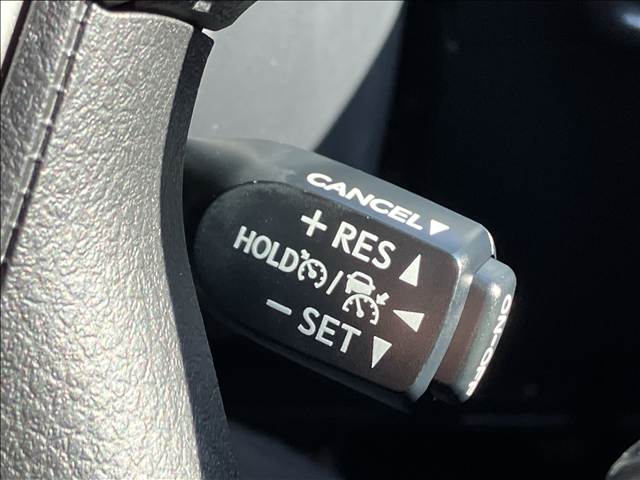 CANCEL
+ RES
HOLD /
− SET
ON-OFF